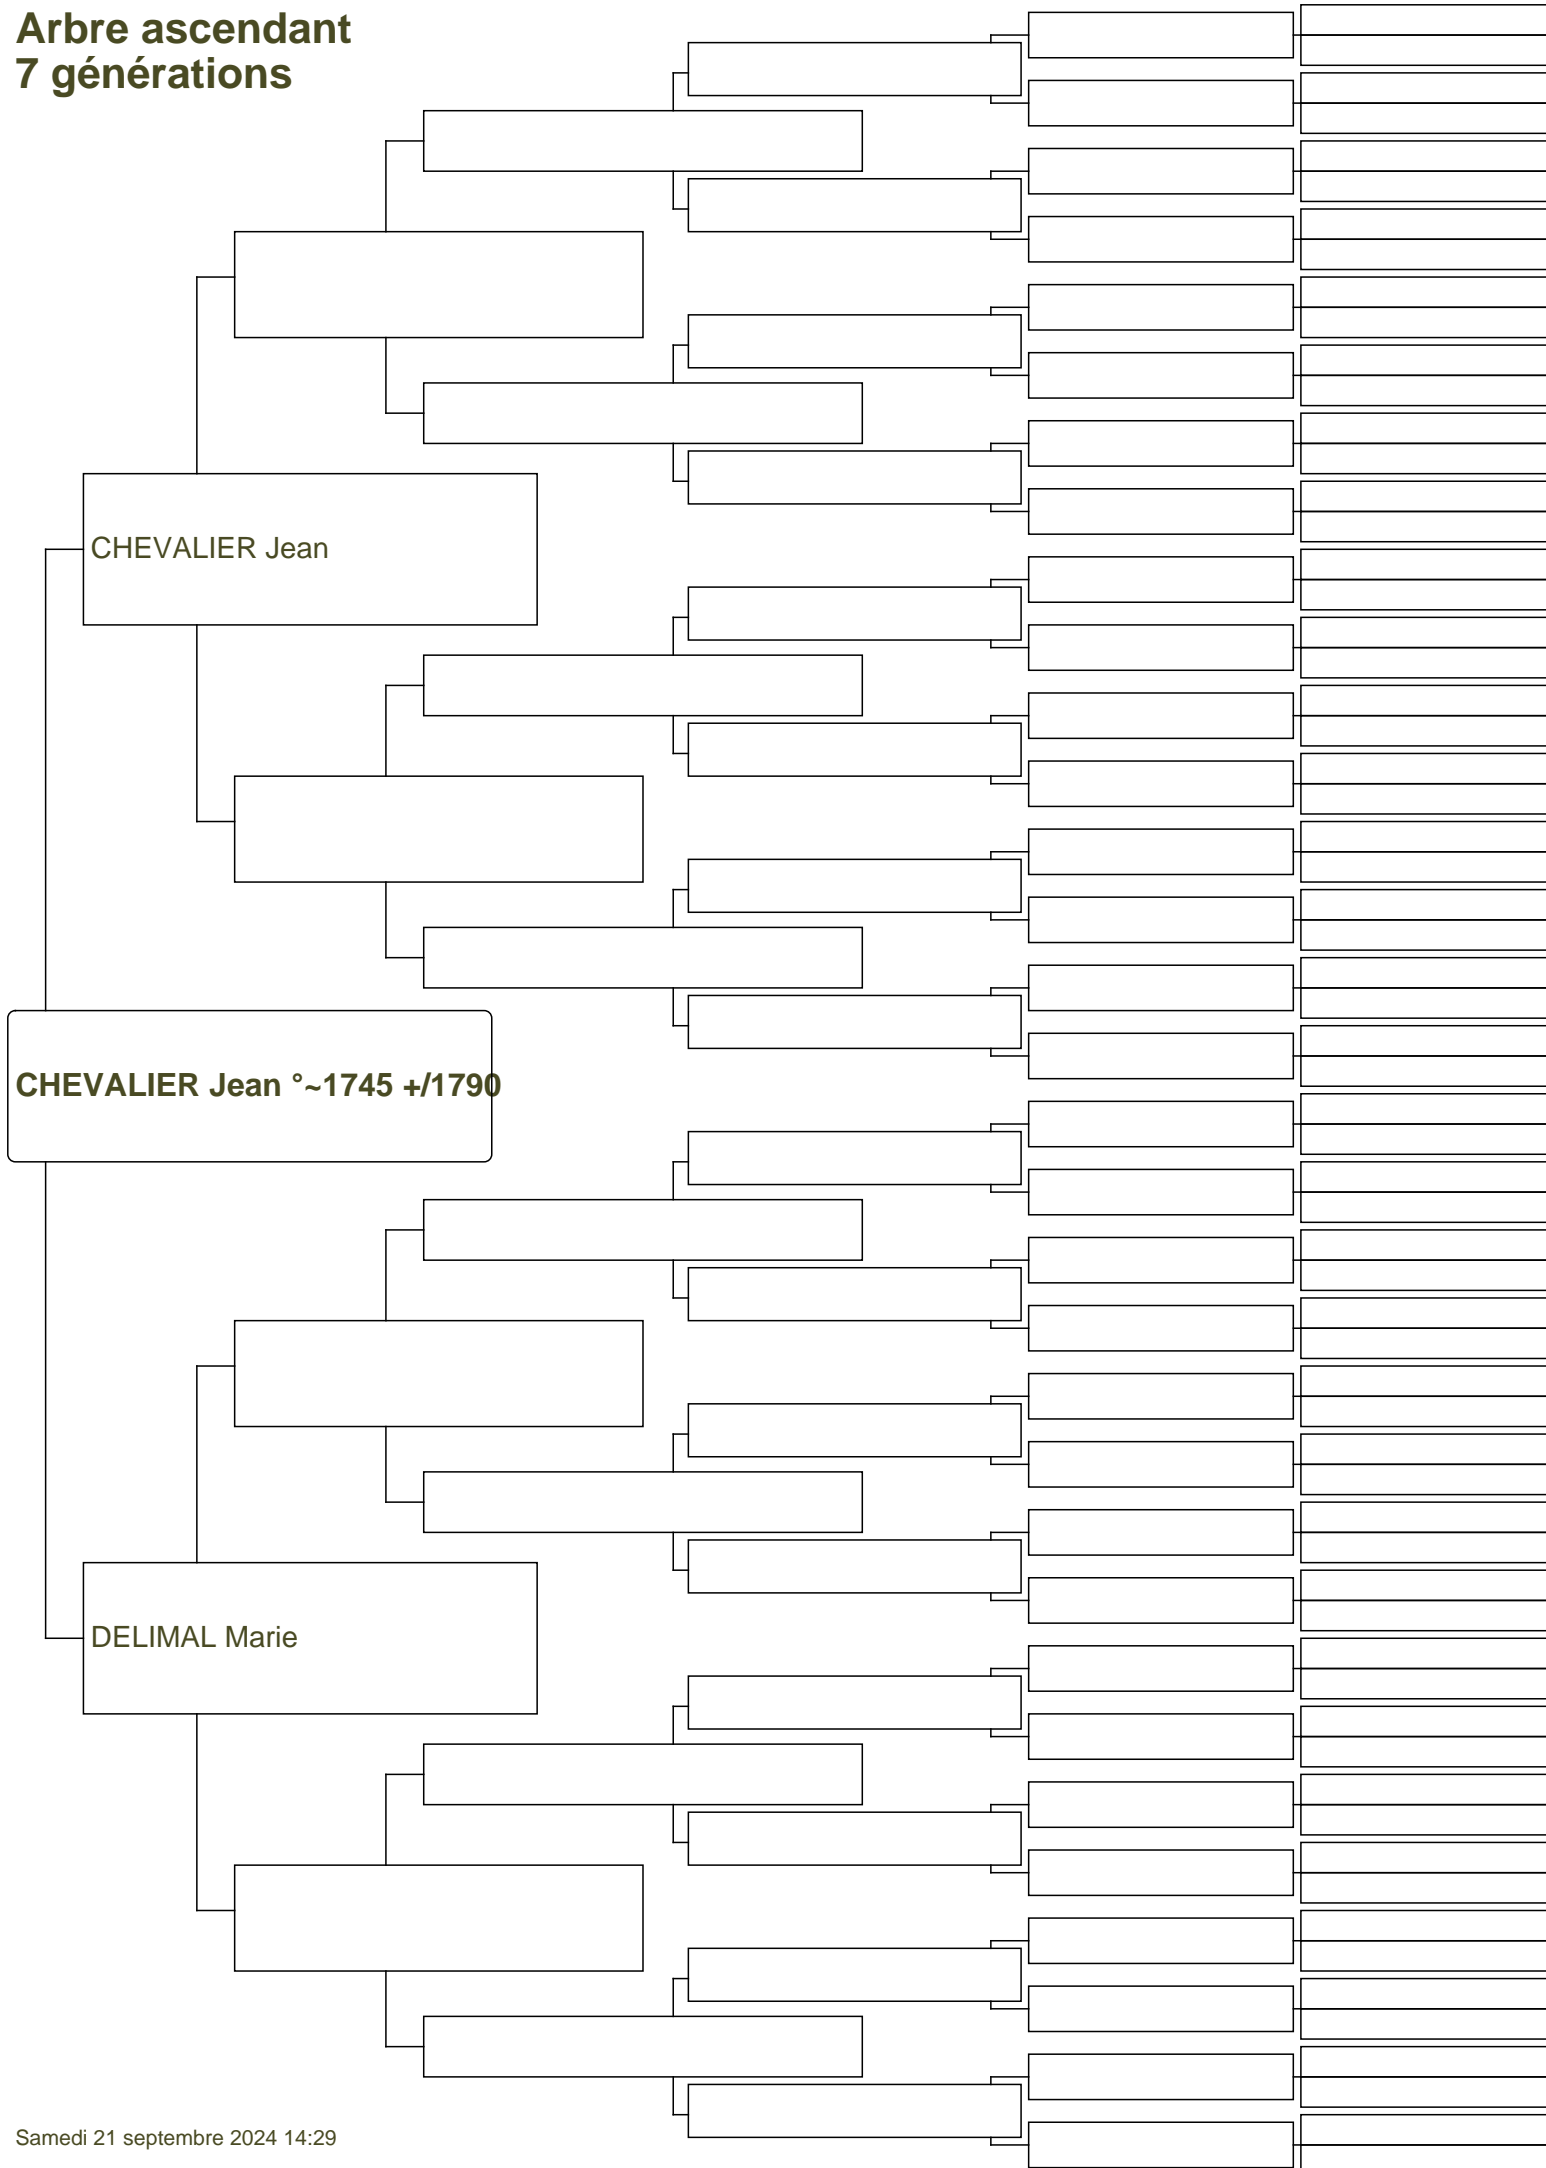 Arbre ascendant
7 générations
CHEVALIER Jean
CHEVALIER Jean °~1745 +/1790
DELIMAL Marie
Samedi 21 septembre 2024 14:29